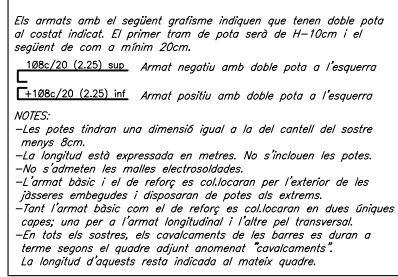 Els armats amb el següent grafisme indiquen que tenen doble pota
al costat indicat. El primer tram de pota serà de H-10cm i el
següent de com a mínim 20cm.
1Ø8c/20 (2.25) sup Armat negatiu amb doble pota a l'esquerra
+1Ø8c/20 (2.25) inf Armat positiu amb doble pota a l'esquerra
NOTES:
-Les potes tindran una dimensió igual a la del cantell del sostre
menys 8cm.
-La longitud està expressada en metres. No s'inclouen les potes.
-No s'admeten les malles electrosoldades.
-L'armat bàsic i el de reforç es col.locaran per l'exterior de les
jàsseres embegudes i disposaran de potes als extrems.
-Tant l'armat bàsic com el de reforç es col.locaran en dues úniques
capes; una per a l'armat longitudinal i l'altre pel transversal.
-En tots els sostres, els cavalcaments de les barres es duran a
terme segons el quadre adjunt anomenat "cavalcaments".
La longitud d'aquests resta indicada al mateix quadre.